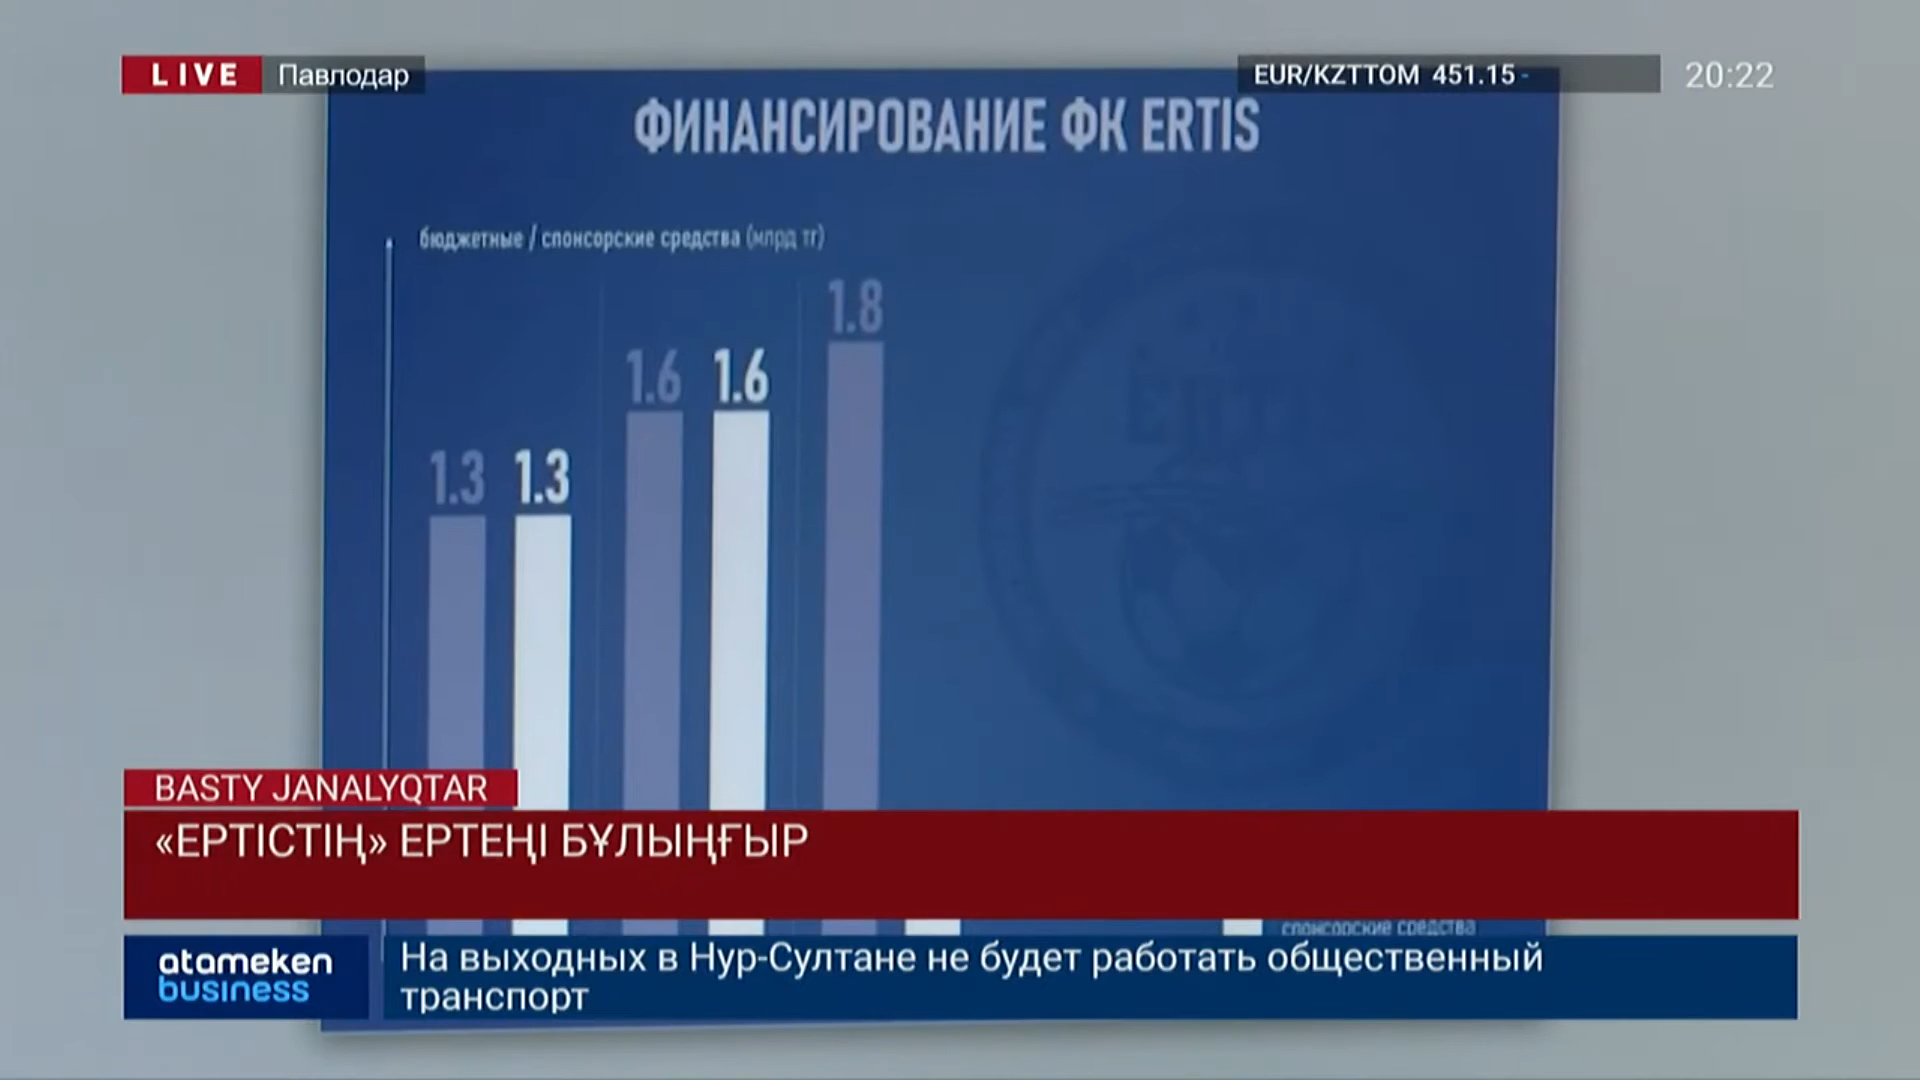 LIVE Павлодар
EUR/KZTTOM 451.15 -
20:22
ФИНАНСИРОВАНИЕ ФК ERTIS
бюджетные / спонсорские средства (млрд тг)
1.8
1.6 1.6
1.3 1.3
BASTY JANALYQTAR
«ЕРТІСТІҢ» ЕРТЕҢІ БҰЛЫҢҒЫР
спонсорские средства
atameken
business
На выходных в Нур-Султане не будет работать общественный
транспорт